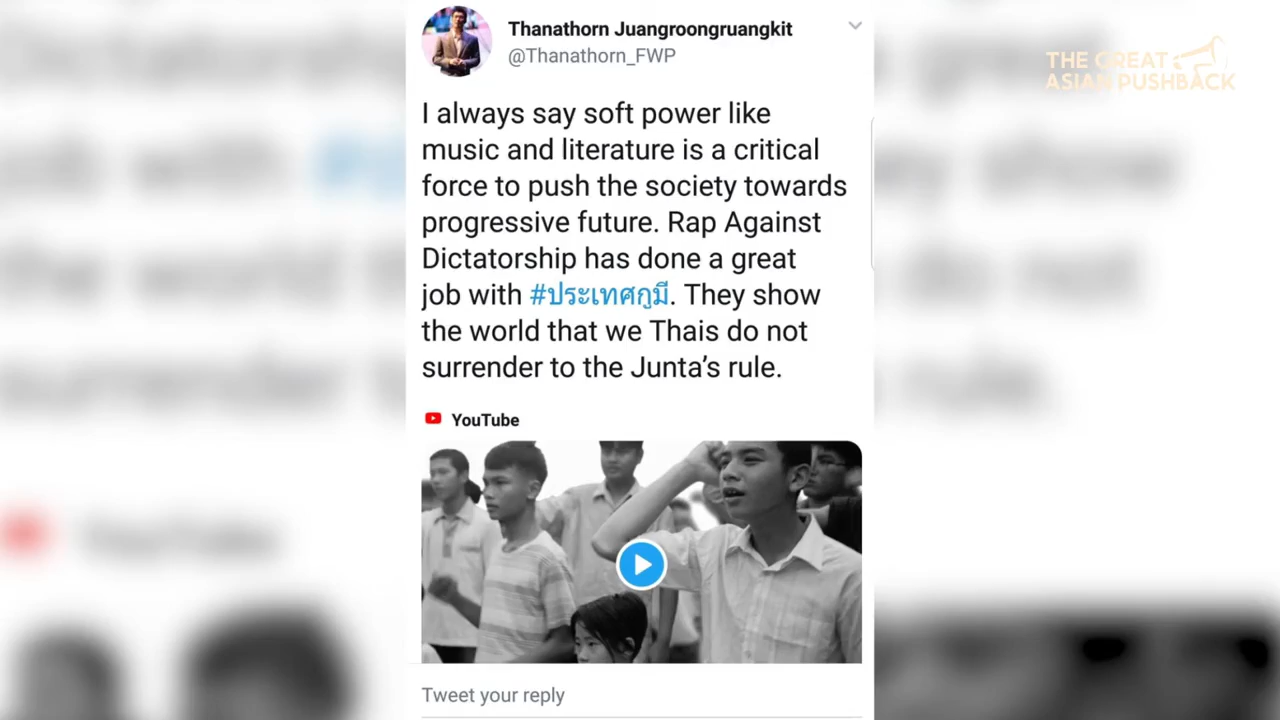 Thanathorn Juangroongruangkit
@Thanathorn_FWP
THE GREAT
ASIAN PUSHBACK
I always say soft power like
music and literature is a critical
force to push the society towards
progressive future. Rap Against
Dictatorship has done a great
job with #ประเทศกูมี. They show
the world that we Thais do not
surrender to the Junta’s rule.
YouTube
Tweet your reply